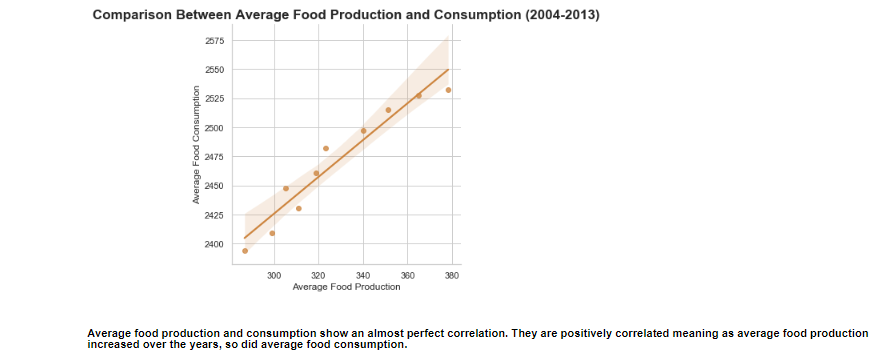 Comparison Between Average Food Production and Consumption (2004-2013)
2575
2550
2525
2500
2475
2450
2425
2400
Average Food Consumption
300 320 340 360 380
Average Food Production
Average food production and consumption show an almost perfect correlation. They are positively correlated meaning as average food production
increased over the years, so did average food consumption.